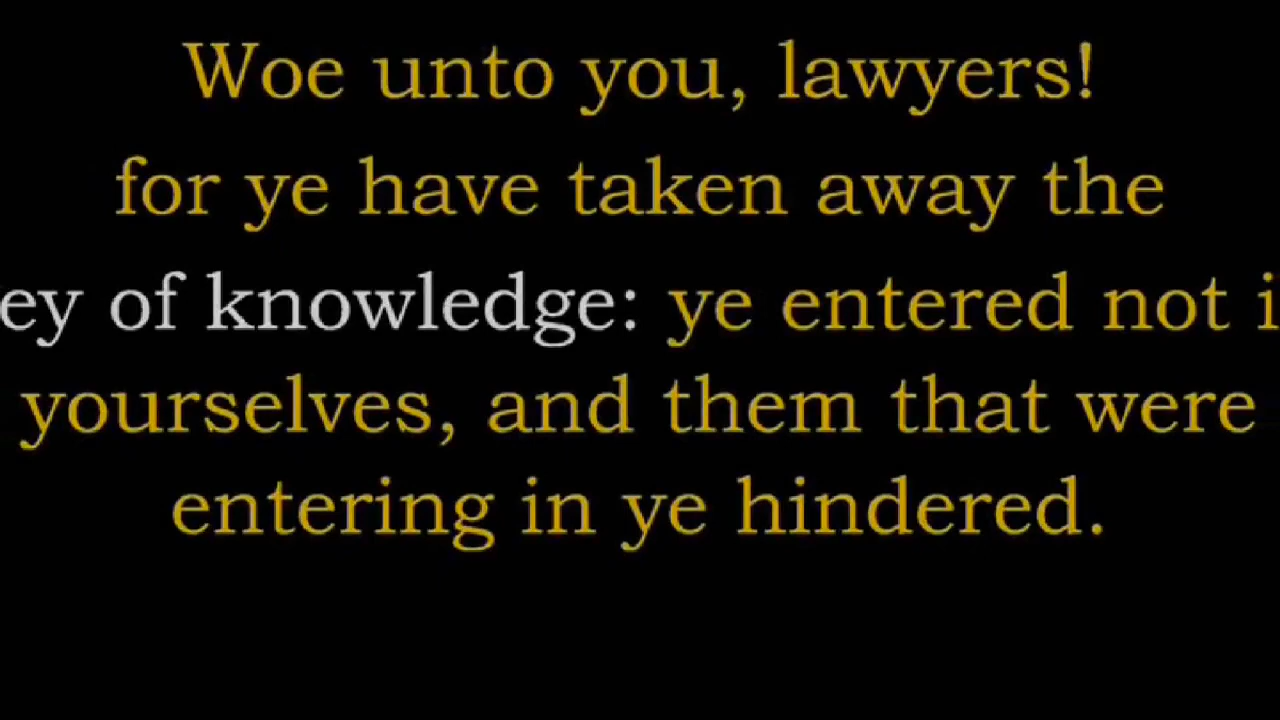 Woe unto you, lawyers!
for ye have taken away the
ey of knowledge: ye entered not i
yourselves, and them that were
entering in ye hindered.